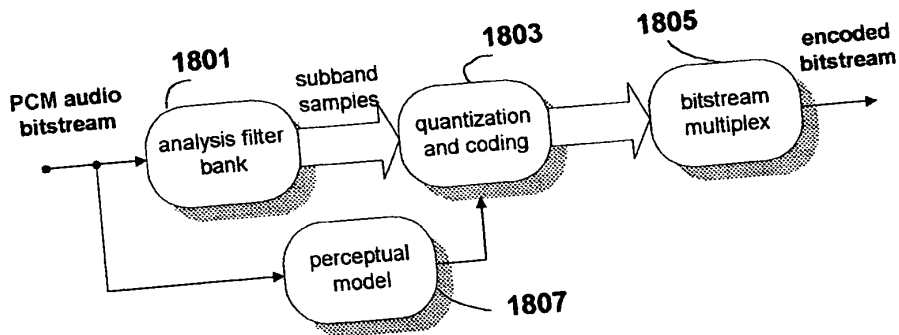 1801
1803
1805
encoded
bitstream
PCM audio
bitstream
subband
samples
analysis filter
bank
quantization
and coding
bitstream
multiplex
perceptual
model
1807